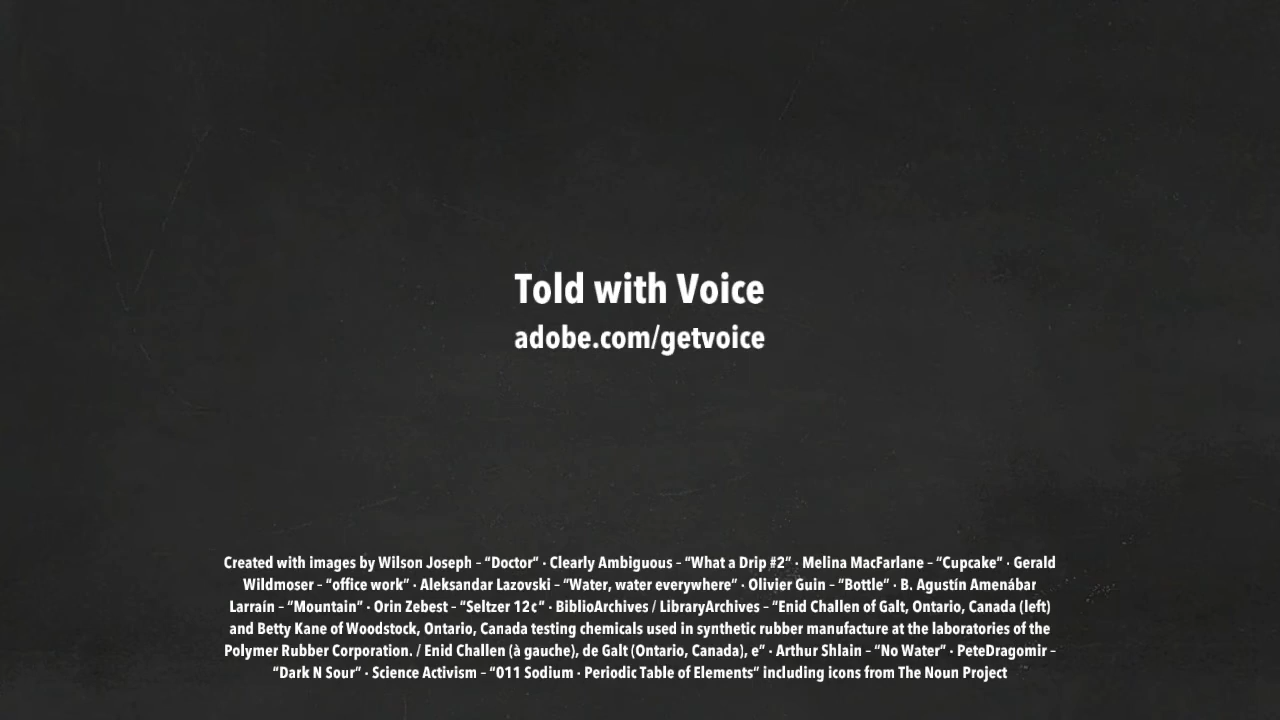 Told with Voice
adobe.com/getvoice
Created with images by Wilson Joseph – "Doctor" · Clearly Ambiguous – "What a Drip #2" · Melina MacFarlane – "Cupcake" · Gerald
Wildmoser – "office work" · Aleksandar Lazovski – "Water, water everywhere" · Olivier Guin – "Bottle" · B. Agustín Amenábar
Larraín – "Mountain" · Orin Zebest – "Seltzer 12¢" · BiblioArchives / LibraryArchives – "Enid Challen of Galt, Ontario, Canada (left)
and Betty Kane of Woodstock, Ontario, Canada testing chemicals used in synthetic rubber manufacture at the laboratories of the
Polymer Rubber Corporation. / Enid Challen (à gauche), de Galt (Ontario, Canada), e" · Arthur Shlain – "No Water" · PeteDragomir –
"Dark N Sour" · Science Activism – "011 Sodium · Periodic Table of Elements" including icons from The Noun Project